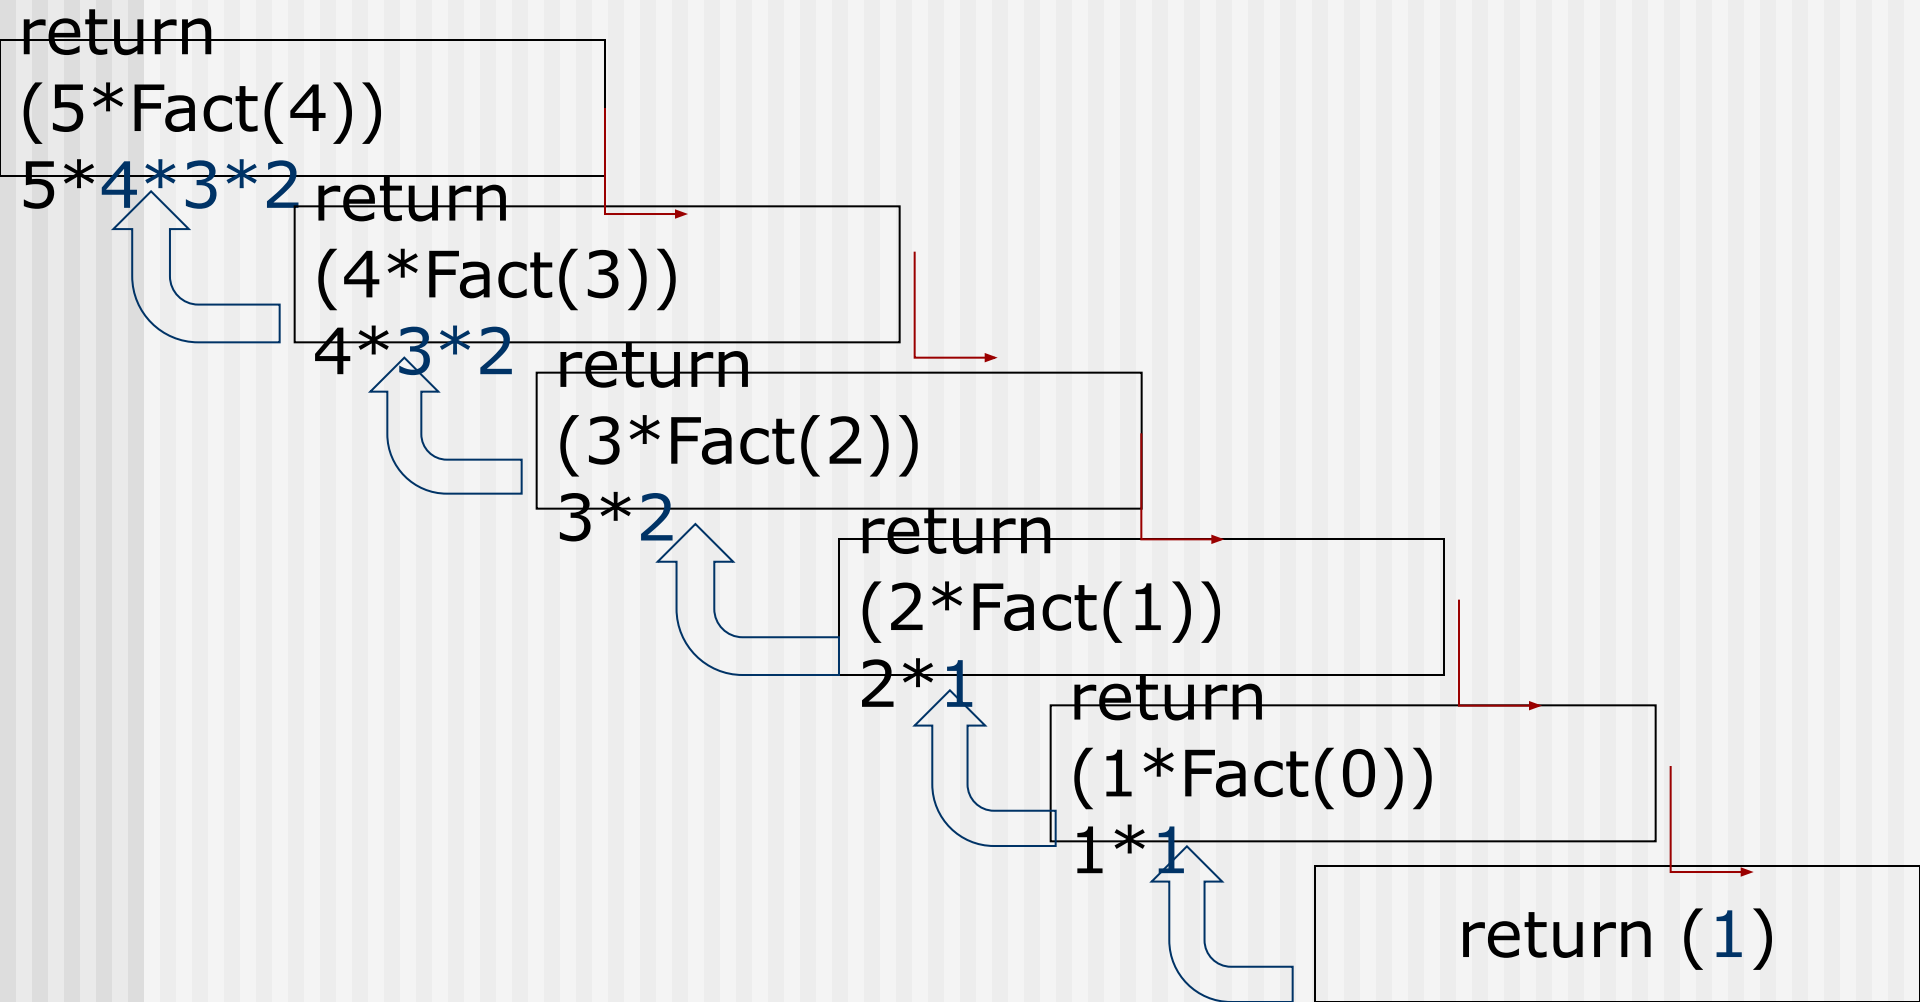 return
(5*Fact(4))
5*4*3*2
return
(4*Fact(3))
4*3*2
return
(3*Fact(2))
3*2
return
(2*Fact(1))
2*1
return
(1*Fact(0))
1*1
return (1)